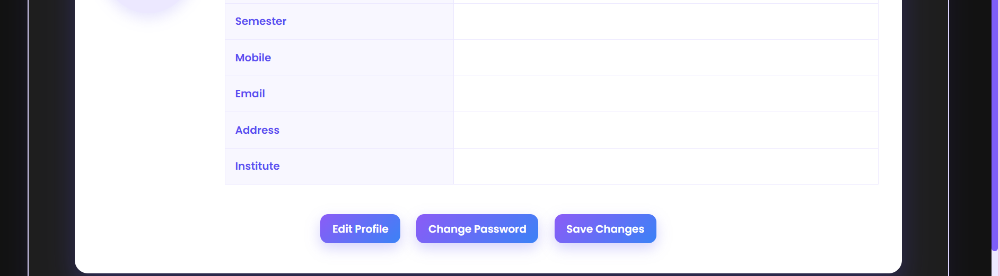 Semester
Mobile
Email
Address
Institute
Edit Profile
Change Password
Save Changes